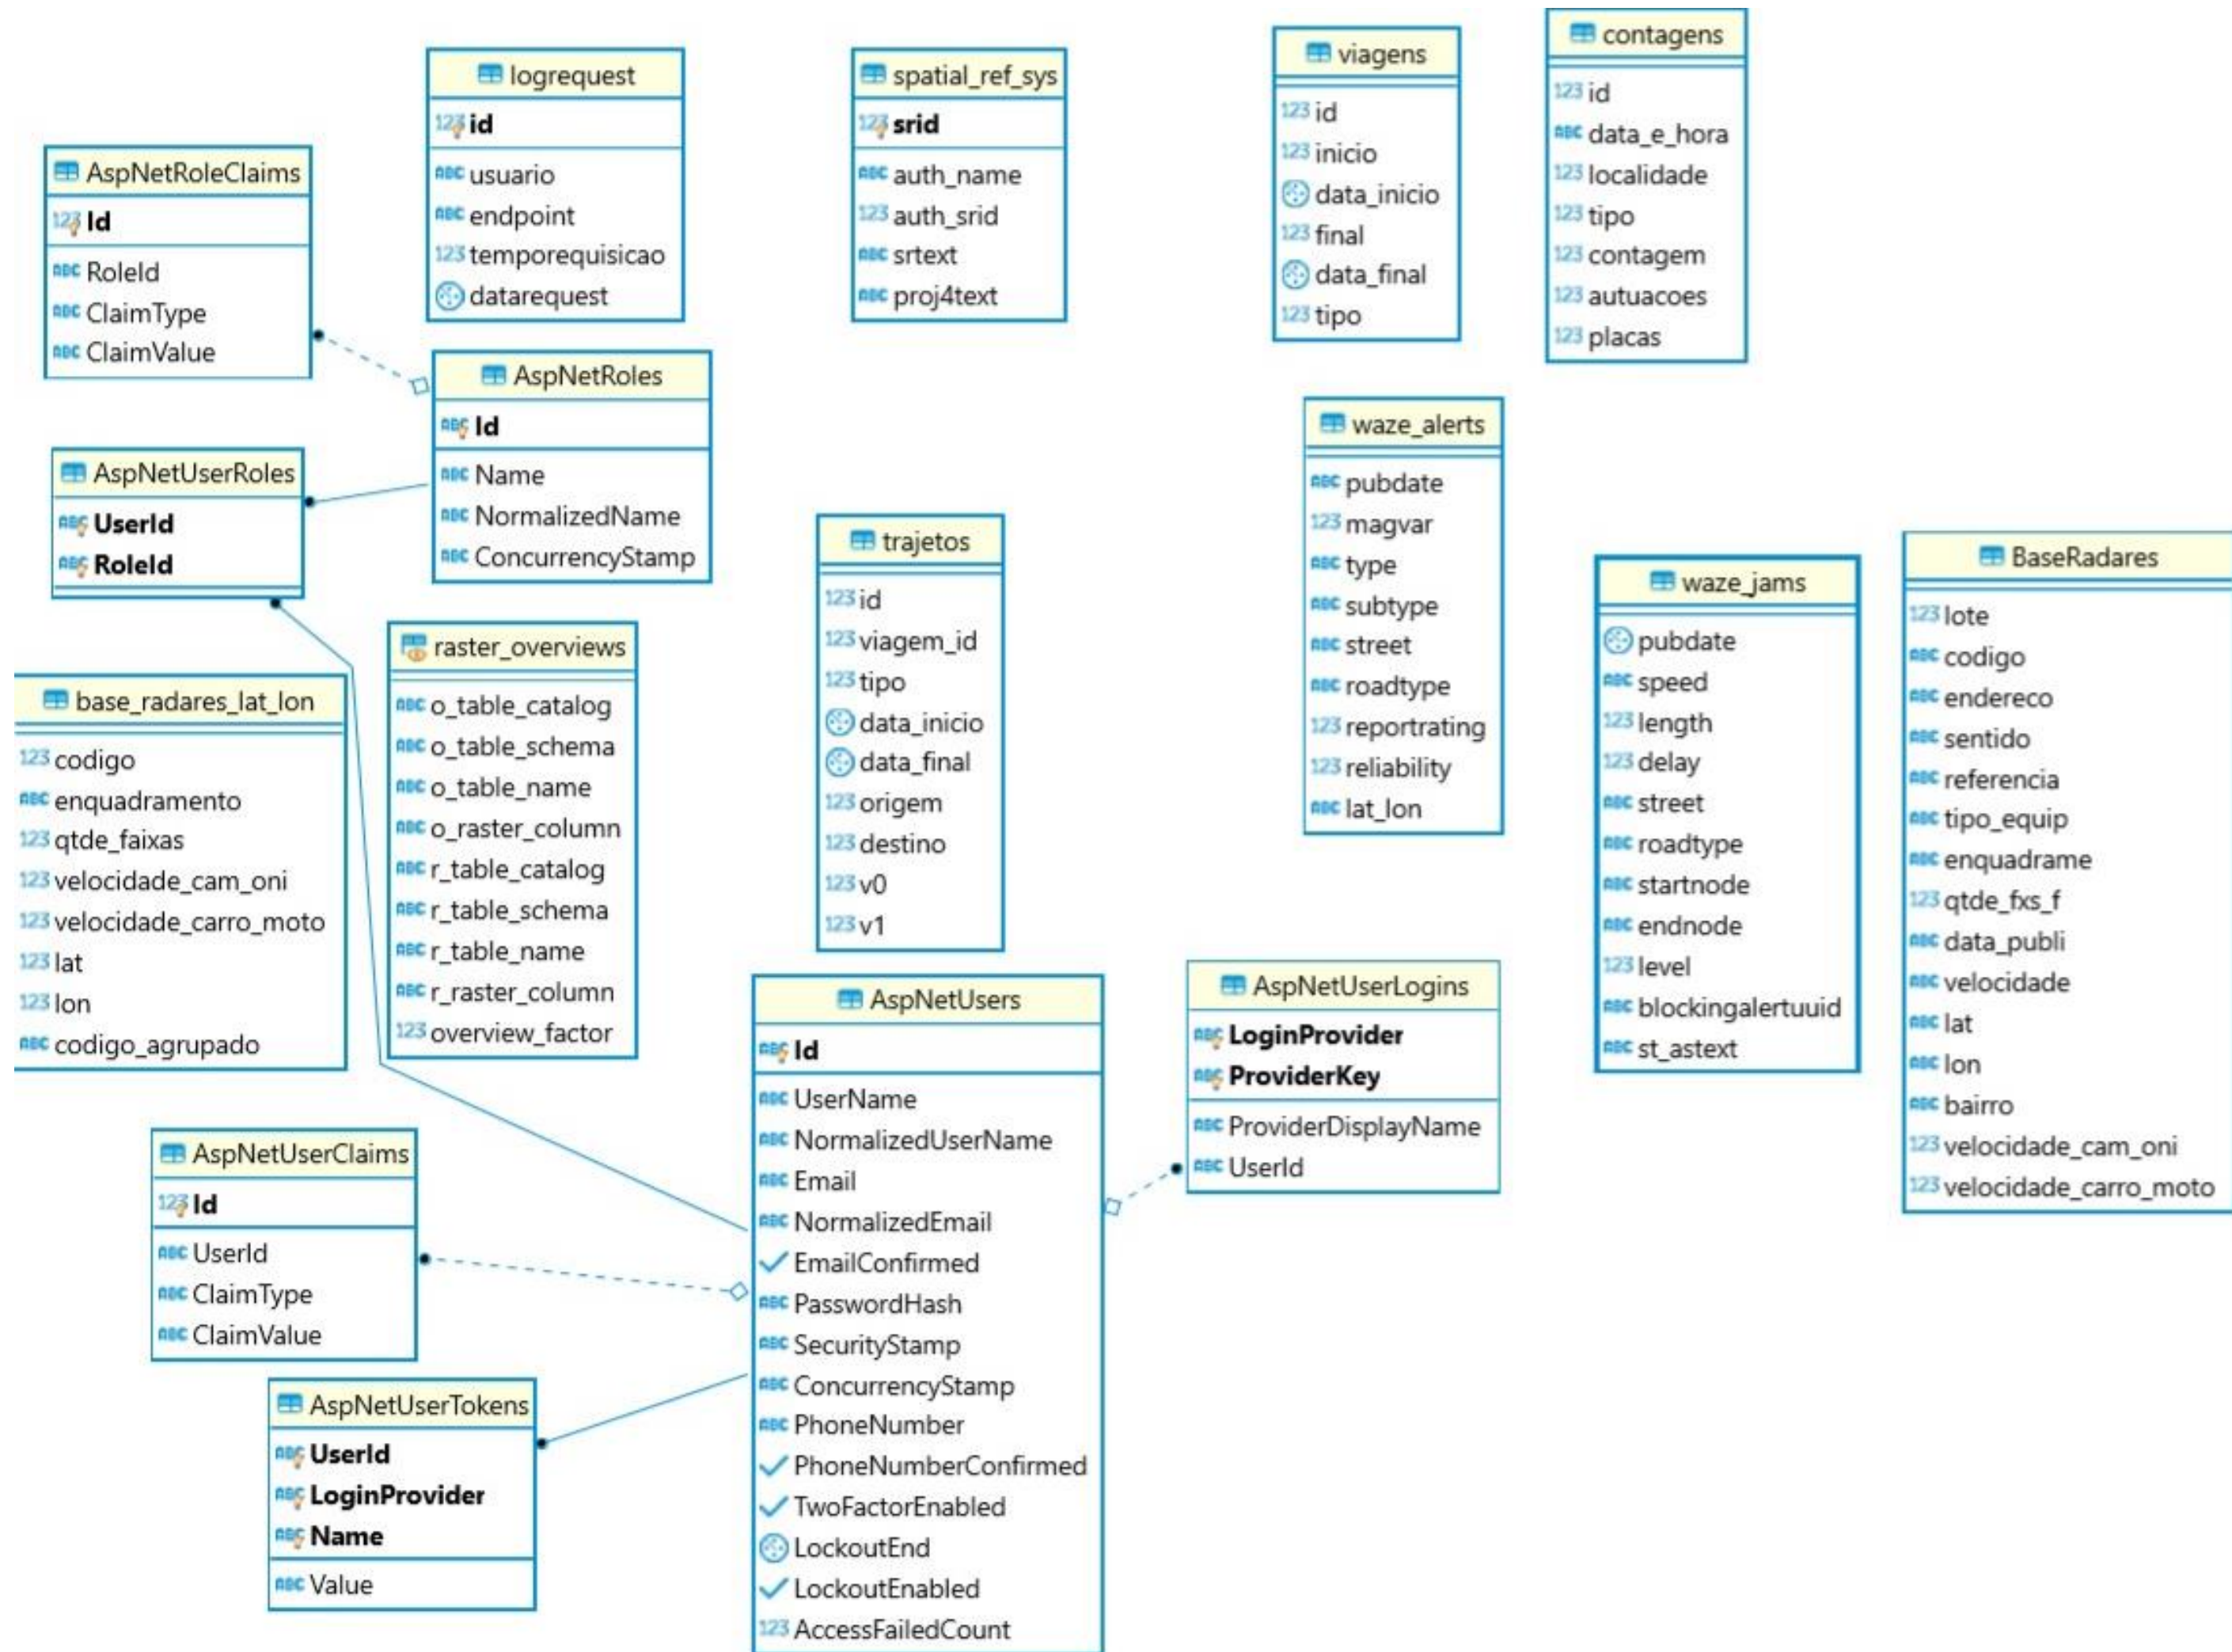 logrequest
id
usuario
endpoint
temporequisicao
datarequest
spatial_ref_sys
srid
auth_name
auth_srid
srtext
proj4text
viagens
id
inicio
data_inicio
final
data_final
tipo
contagens
id
data_e_hora
localidade
tipo
contagem
autuacoes
placas
AspNetRoleClaims
Id
RoleId
ClaimType
ClaimValue
AspNetRoles
Id
Name
NormalizedName
ConcurrencyStamp
AspNetUserRoles
UserId
RoleId
waze_alerts
pubdate
magvar
type
subtype
street
roadtype
reportrating
reliability
lat_lon
trajetos
id
viagem_id
tipo
data_inicio
data_final
origem
destino
v0
v1
waze_jams
pubdate
speed
length
delay
street
roadtype
startnode
endnode
level
blockingalertuuid
st_astext
BaseRadares
lote
codigo
endereco
sentido
referencia
tipo_equip
enquadrame
qtde_fxs_f
data_publi
velocidade
lat
lon
bairro
velocidade_cam_oni
velocidade_carro_moto
base_radares_lat_lon
codigo
enquadramento
qtde_faixas
velocidade_cam_oni
velocidade_carro_moto
lat
lon
codigo_agrupado
raster_overviews
o_table_catalog
o_table_schema
o_table_name
o_raster_column
r_table_catalog
r_table_schema
r_table_name
r_raster_column
overview_factor
AspNetUsers
Id
UserName
NormalizedUserName
Email
NormalizedEmail
EmailConfirmed
PasswordHash
SecurityStamp
ConcurrencyStamp
PhoneNumber
PhoneNumberConfirmed
TwoFactorEnabled
LockoutEnd
LockoutEnabled
AccessFailedCount
AspNetUserLogins
LoginProvider
ProviderKey
ProviderDisplayName
UserId
AspNetUserClaims
Id
UserId
ClaimType
ClaimValue
AspNetUserTokens
UserId
LoginProvider
Name
Value